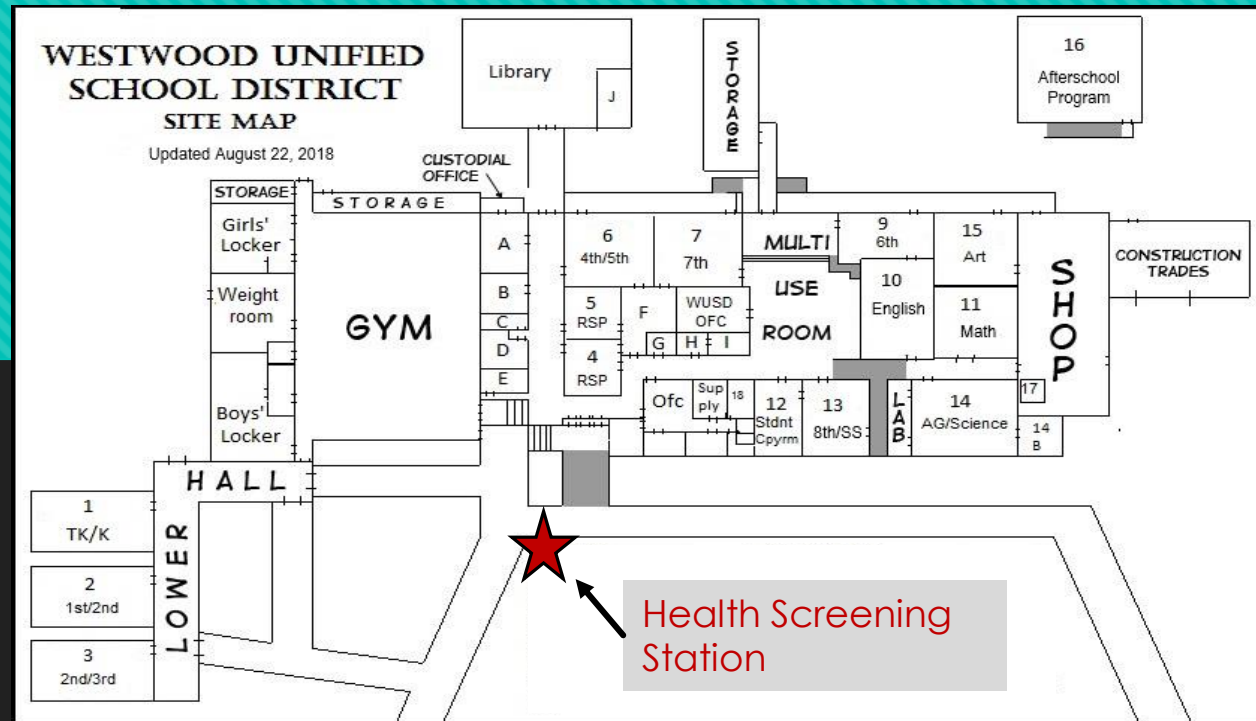 WESTWOOD UNIFIED
SCHOOL DISTRICT
SITE MAP
Updated August 22, 2018
Library
J
STORAGE
16
Afterschool
Program
CUSTODIAL
OFFICE
STORAGE
STORAGE
Girls'
Locker
Weight
room
Boys'
Locker
GYM
A
B
C
D
E
6
4th/5th
7
7th
5
RSP
4
RSP
F
G
H
I
WUSD
OFC
MULTI
USE
ROOM
9
6th
10
English
15
Art
11
Math
SHOP
17
CONSTRUCTION
TRADES
Ofc
Sup
ply
18
12
Stdnt
Cpyrm
13
8th/SS
LAB
14
AG/Science
14
B
HALL
LOWER
1
TK/K
2
1st/2nd
3
2nd/3rd
Health Screening
Station